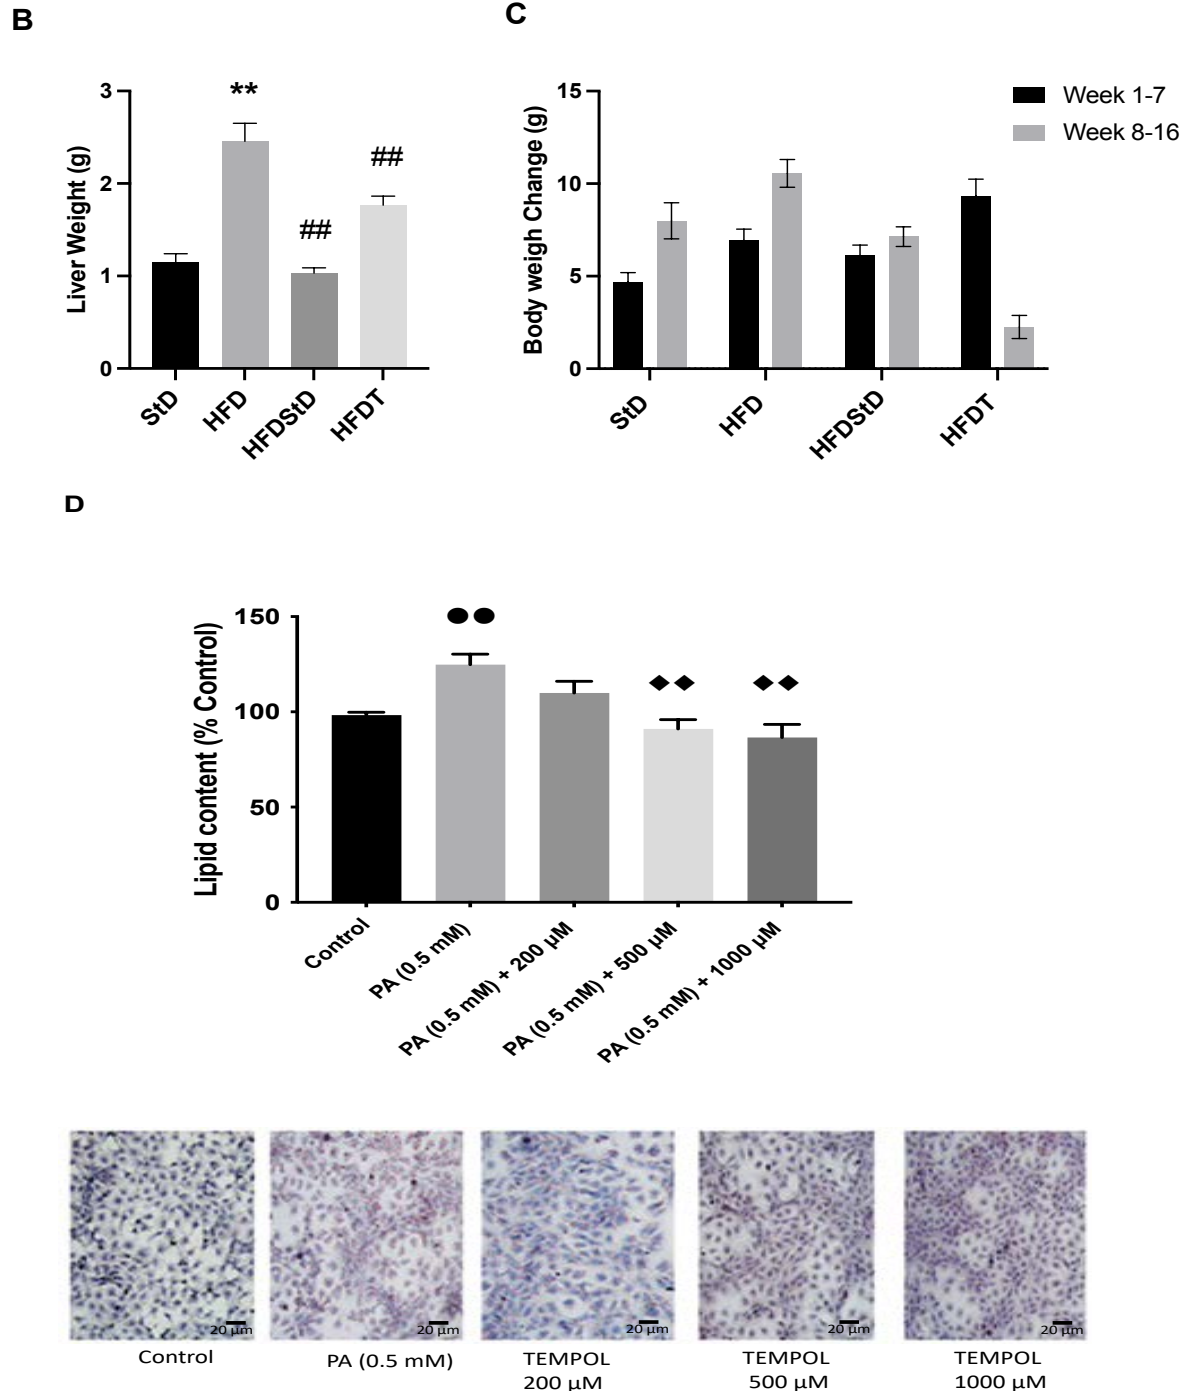 B
C
3
2
1
0
Liver Weight (g)
**
##
##
StD
HFD
HFDStD
HFDT
15
10
5
0
Body weigh Change (g)
Week 1-7
Week 8-16
StD
HFD
HFDStD
HFDT
D
150
100
50
0
Lipid content (% Control)
●●
◆◆
◆◆
Control
PA (0.5 mM)
PA (0.5 mM) + 200 µM
PA (0.5 mM) + 500 µM
PA (0.5 mM) + 1000 µM
20 µm
20 µm
20 µm
20 µm
20 µm
Control
PA (0.5 mM)
TEMPOL
200 µM
TEMPOL
500 µM
TEMPOL
1000 µM